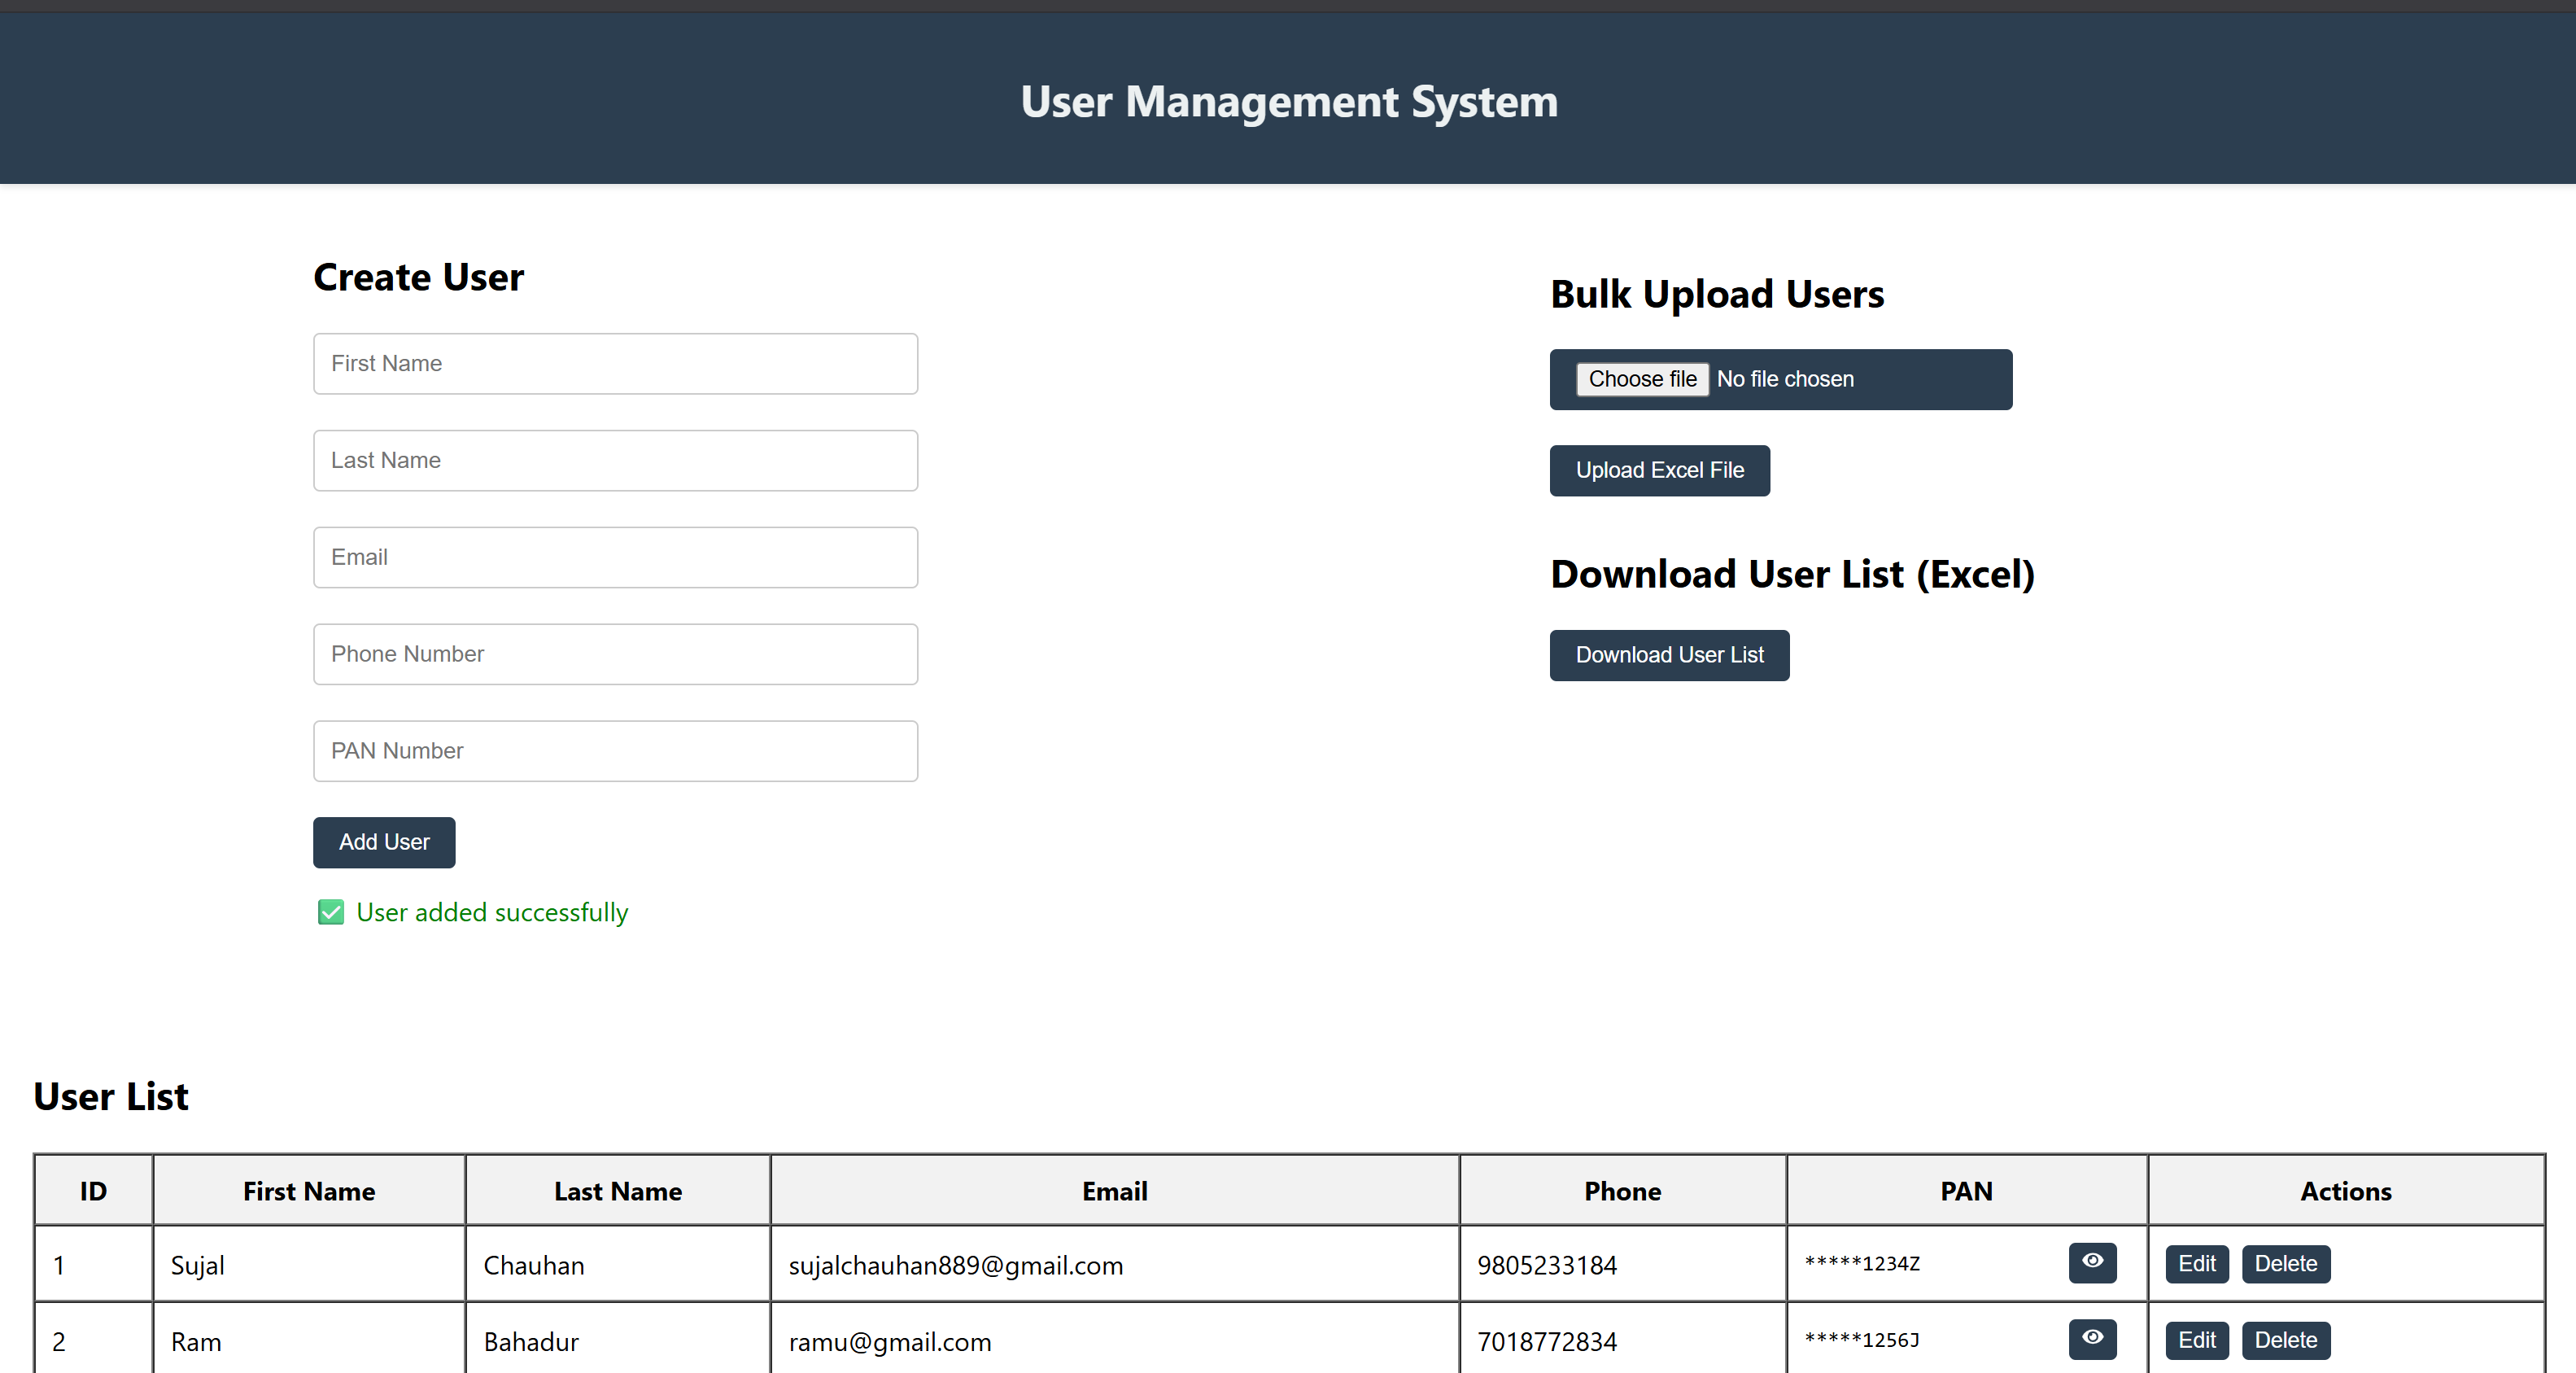 User Management System
Create User
First Name
Last Name
Email
Phone Number
PAN Number
Add User
User added successfully
Bulk Upload Users
Choose file No file chosen
Upload Excel File
Download User List (Excel)
Download User List
User List
ID First Name Last Name Email Phone PAN Actions
1 Sujal Chauhan sujalchauhan889@gmail.com 9805233184 *****1234Z Edit Delete
2 Ram Bahadur ramu@gmail.com 7018772834 *****1256J Edit Delete